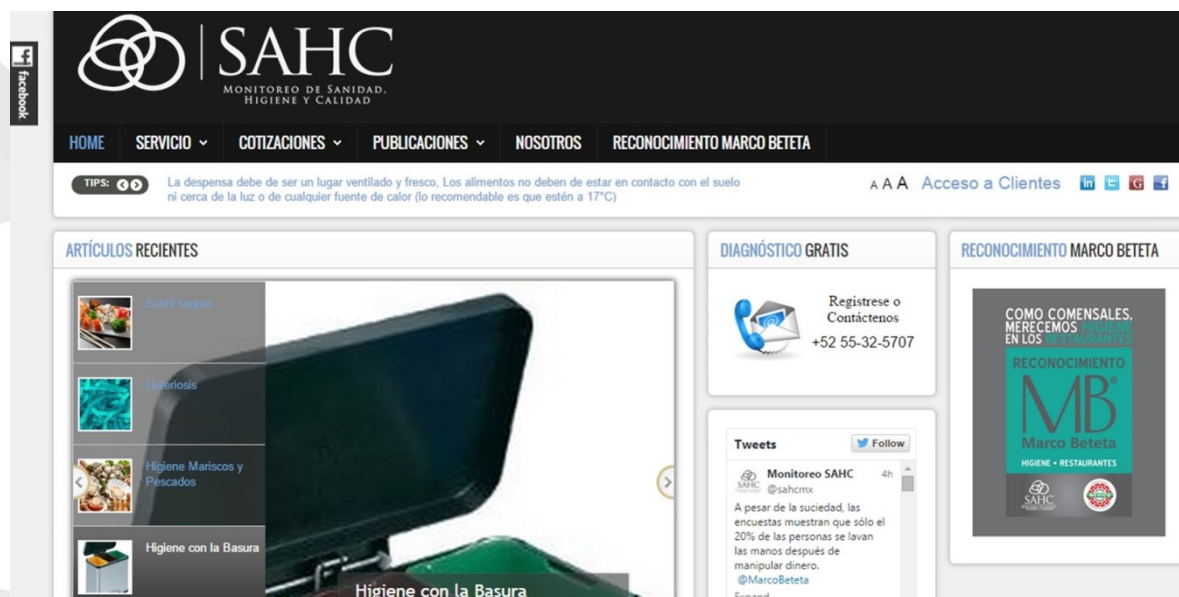 facebook
SAHC
MONITOREO DE SANIDAD,
HIGIENE Y CALIDAD
HOME SERVICIO COTIZACIONES PUBLICACIONES NOSOTROS RECONOCIMIENTO MARCO BETETA
TIPS:
La despensa debe de ser un lugar ventilado y fresco, Los alimentos no deben de estar en contacto con el suelo
ni cerca de la luz o de cualquier fuente de calor (lo recomendable es que estén a 17°C)
A A A Acceso a Clientes
ARTÍCULOS RECIENTES
Sushi seguro
Listeriosis
Higiene Mariscos y
Pescados
Higiene con la Basura
Higiene con la Basura
DIAGNÓSTICO GRATIS
Regístrese o
Contáctenos
+52 55-32-5707
Tweets
Follow
Monitoreo SAHC 4h
@sahcmx
A pesar de la suciedad, las
encuestas muestran que sólo el
20% de las personas se lavan
las manos después de
manipular dinero.
@MarcoBeteta
Expand
RECONOCIMIENTO MARCO BETETA
COMO COMENSALES,
MERECEMOS HIGIENE
EN LOS RESTAURANTES
RECONOCIMIENTO
MB®
Marco Beteta
HIGIENE • RESTAURANTES
SAHC